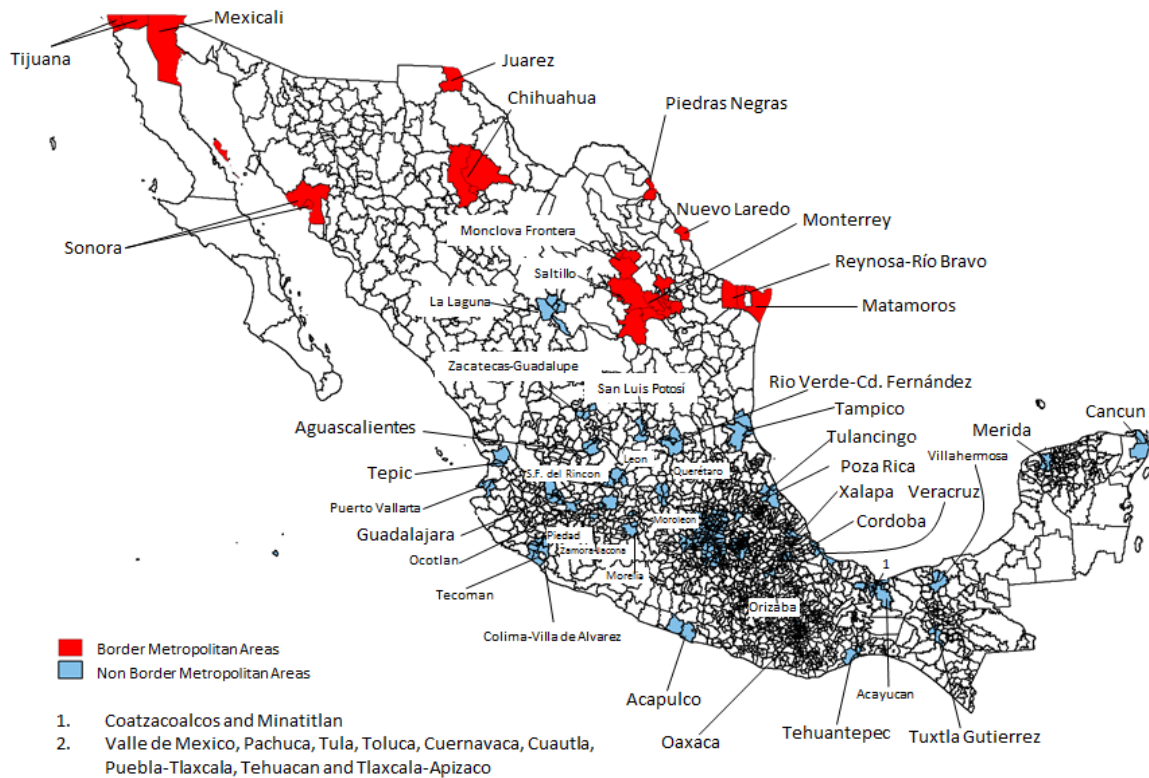 Mexicali
Tijuana
Juarez
Chihuahua
Piedras Negras
Nuevo Laredo
Monterrey
Monclova Frontera
Sonora
Reynosa-Río Bravo
Saltillo
La Laguna
Matamoros
Zacatecas-Guadalupe
San Luis Potosí
Rio Verde-Cd. Fernández
Cancun
Aguascalientes
Tampico
Merida
Tulancingo
Villahermosa
Leon
Tepic
S.F. del Rincon
Querétaro
Poza Rica
Xalapa
Veracruz
Puerto Vallarta
Moroleon
Cordoba
Guadalajara
Piedad
Ocotlan
Zamora-Jacona
1
Morelia
Tecoman
Orizaba
Colima-Villa de Alvarez
Border Metropolitan Areas
Non Border Metropolitan Areas
Acapulco
Acayucan
Oaxaca
Tehuantepec
Tuxtla Gutierrez
1. Coatzacoalcos and Minatitlan
2. Valle de Mexico, Pachuca, Tula, Toluca, Cuernavaca, Cuautla,
Puebla-Tlaxcala, Tehuacan and Tlaxcala-Apizaco